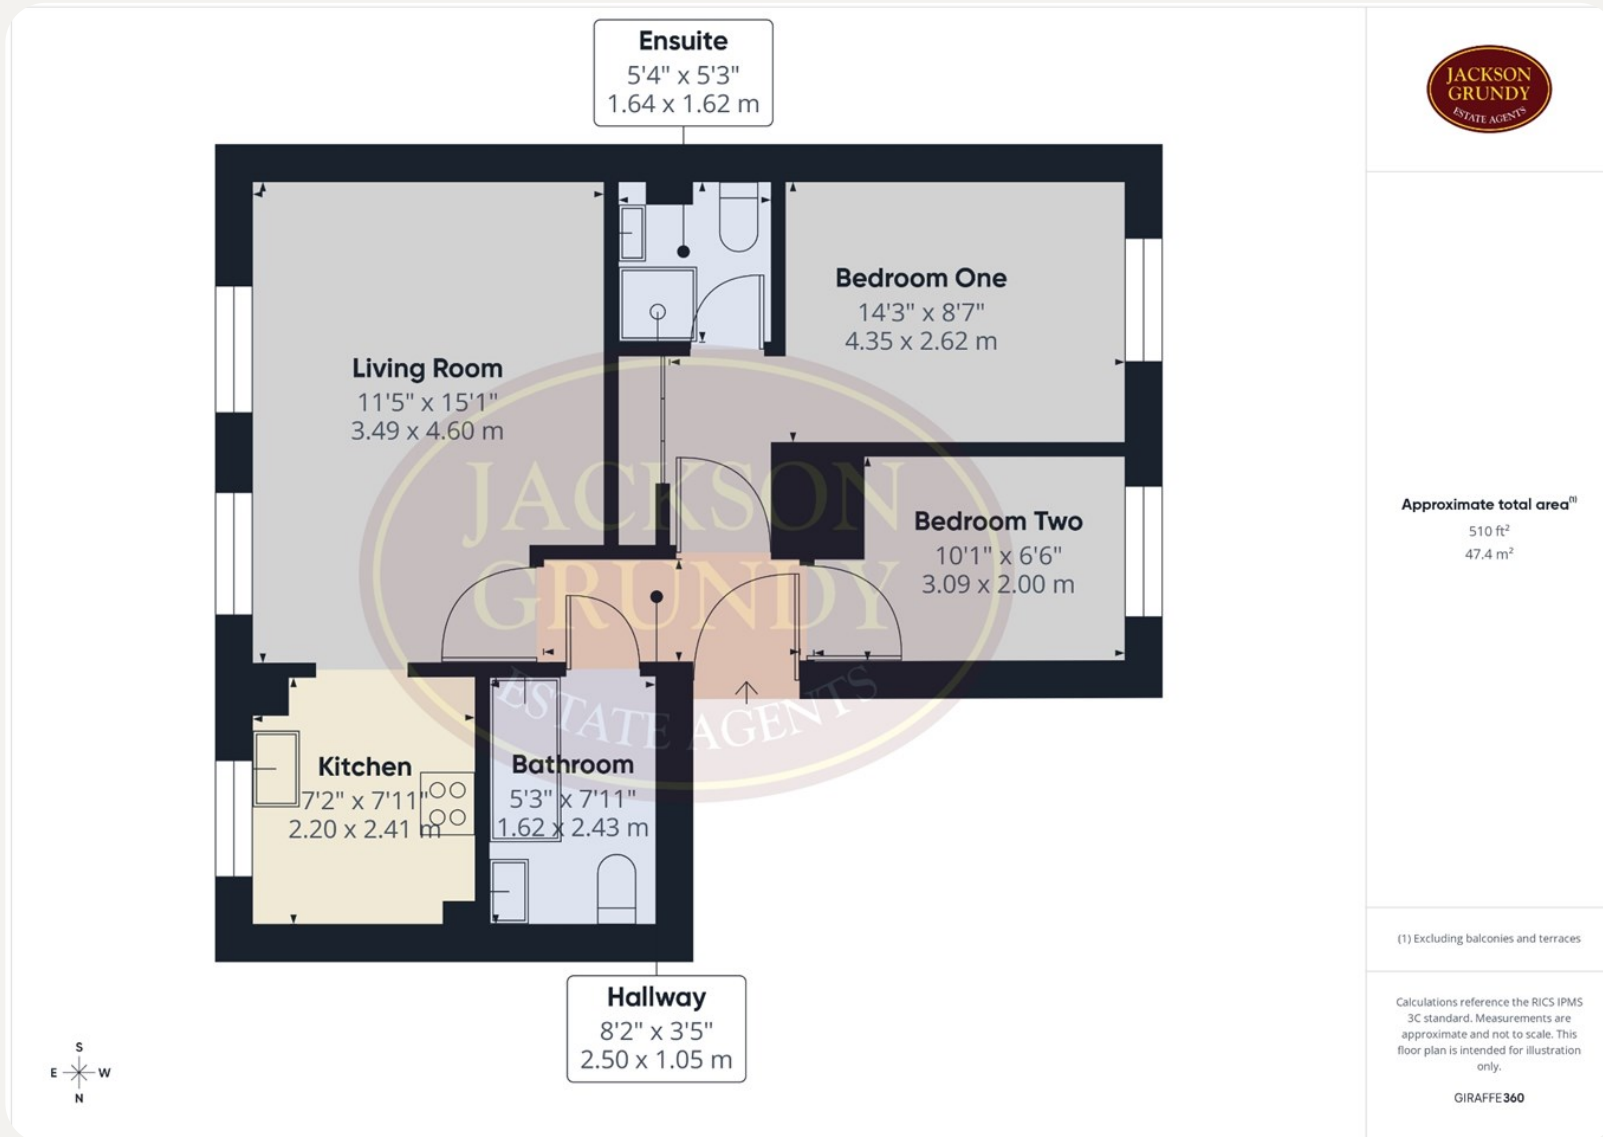 Ensuite
5'4" x 5'3"
1.64 x 1.62 m
JACKSON
GRUNDY
ESTATE AGENTS
Living Room
11'5" x 15'1"
3.49 x 4.60 m
Bedroom One
14'3" x 8'7"
4.35 x 2.62 m
Bedroom Two
10'1" x 6'6"
3.09 x 2.00 m
JACKSON
GRUNDY
ESTATE AGENTS
Kitchen
7'2" x 7'11"
2.20 x 2.41 m
Bathroom
5'3" x 7'11"
1.62 x 2.43 m
Hallway
8'2" x 3'5"
2.50 x 1.05 m
S
E W
N
Approximate total area(1)
510 ft²
47.4 m²
(1) Excluding balconies and terraces
Calculations reference the RICS IPMS
3C standard. Measurements are
approximate and not to scale. This
floor plan is intended for illustration
only.
GIRAFFE360